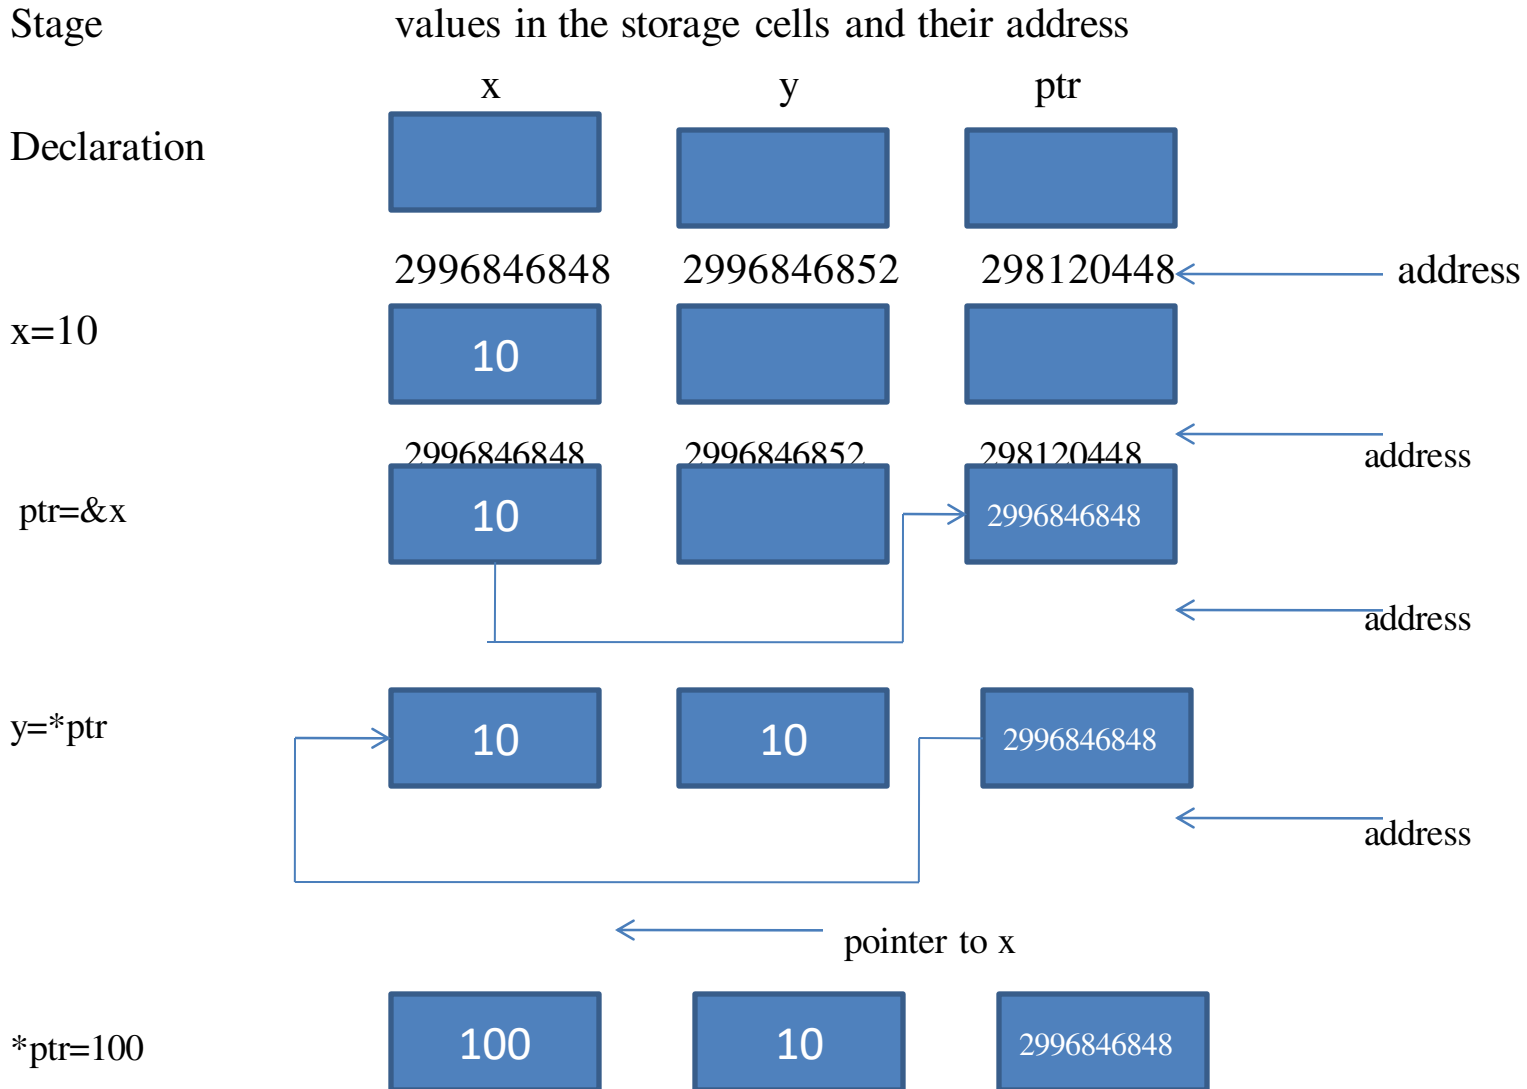 Stage values in the storage cells and their address
x y ptr
Declaration
2996846848 2996846852 298120448 address
x=10 10
2996846848 2996846852 298120448 address
ptr=&x 10 2996846848
address
y=*ptr 10 10 2996846848
address
pointer to x
*ptr=100 100 10 2996846848